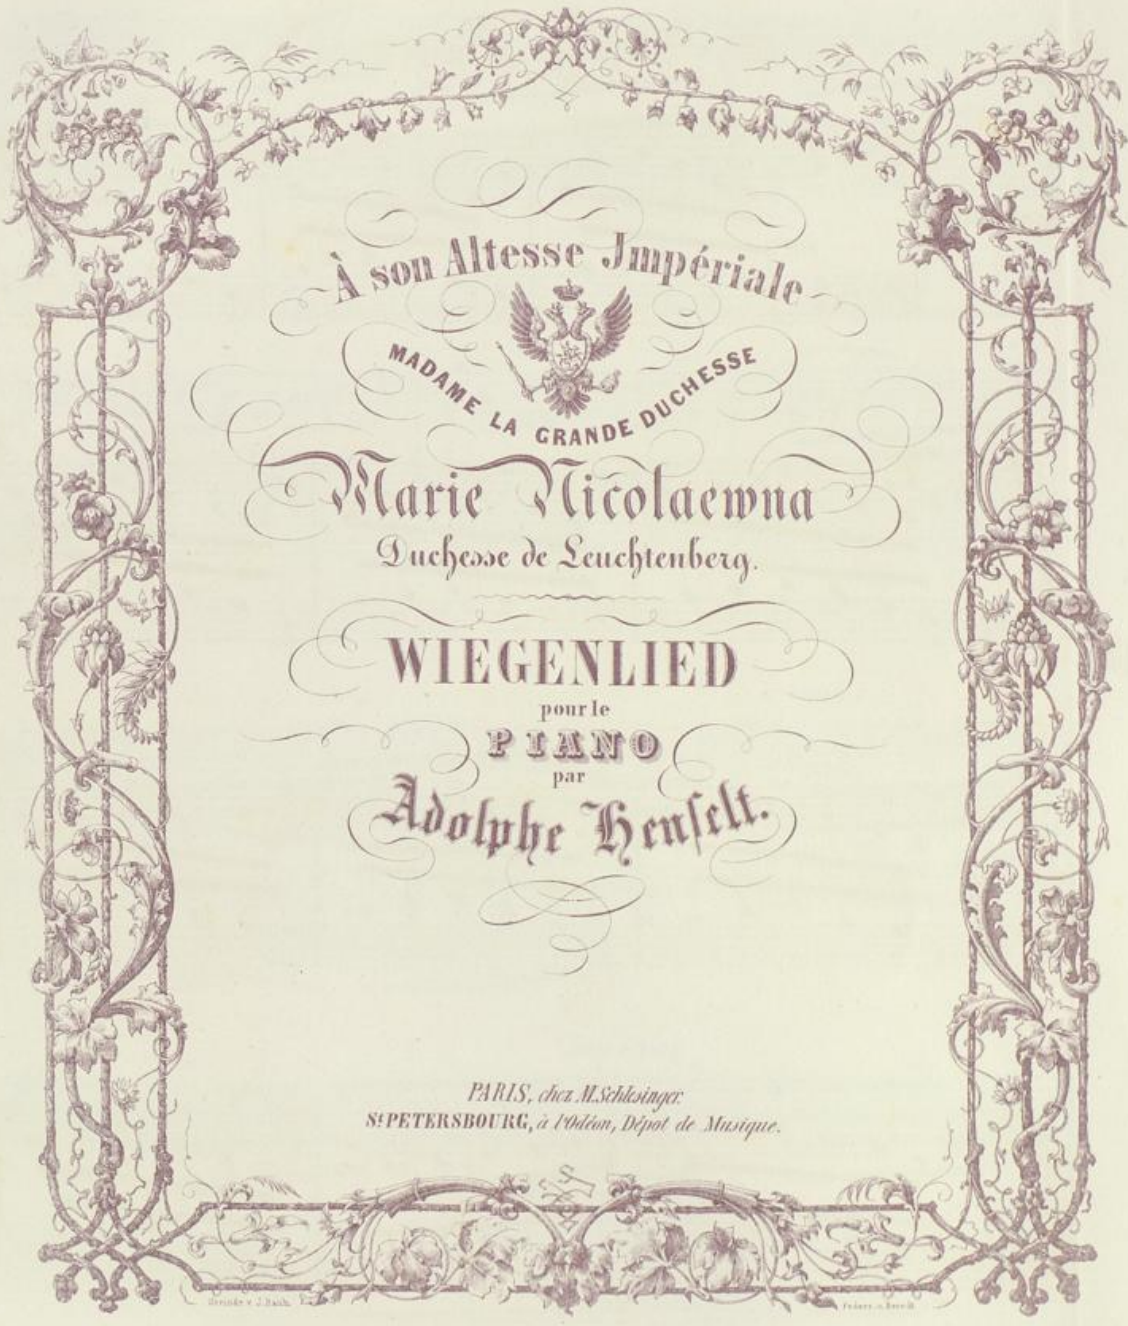 À son Altesse Impériale
MADAME LA GRANDE DUCHESSE
Marie Nicolaewna
Duchesse de Leuchtenberg.
WIEGENLIED
pour le
PIANO
par
Adolphe Henselt.
PARIS, chez M. Schlesinger.
St PETERSBOURG, à l'Odéon, Dépot de Musique.